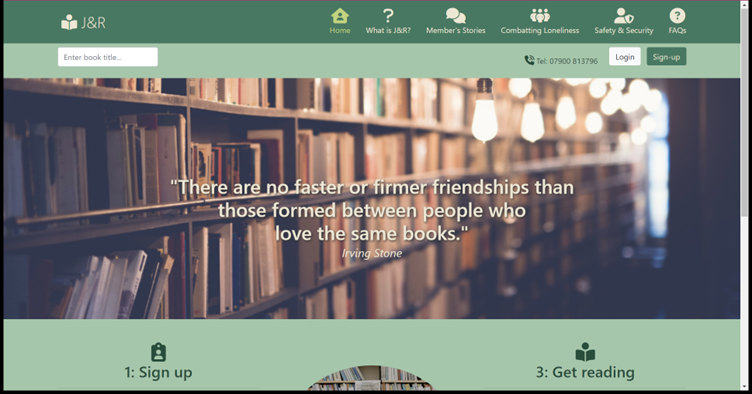 J&R
Home
What is J&R?
Member's Stories
Combatting Loneliness
Safety & Security
FAQs
Enter book title...
Tel: 07900 813796
Login
Sign-up
"There are no faster or firmer friendships than
those formed between people who
love the same books."
Irving Stone
1: Sign up
3: Get reading